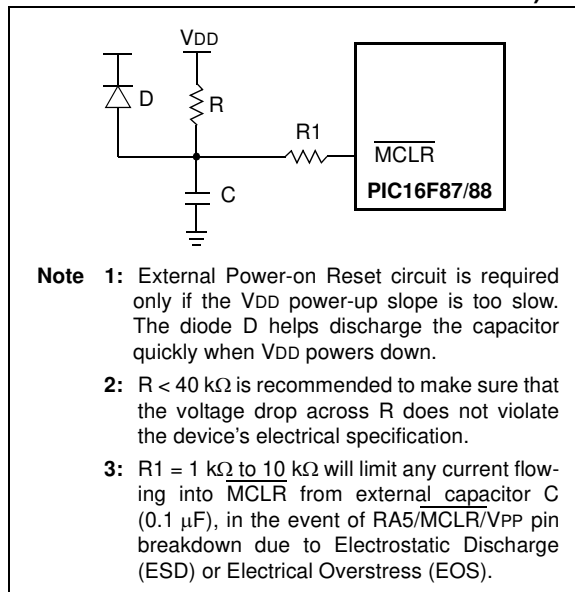 VDD
D
R
R1
MCLR
PIC16F87/88
C
Note 1: External Power-on Reset circuit is required
only if the VDD power-up slope is too slow.
The diode D helps discharge the capacitor
quickly when VDD powers down.
2: R < 40 kΩ is recommended to make sure that
the voltage drop across R does not violate
the device's electrical specification.
3: R1 = 1 kΩ to 10 kΩ will limit any current flow-
ing into MCLR from external capacitor C
(0.1 μF), in the event of RA5/MCLR/VPP pin
breakdown due to Electrostatic Discharge
(ESD) or Electrical Overstress (EOS).